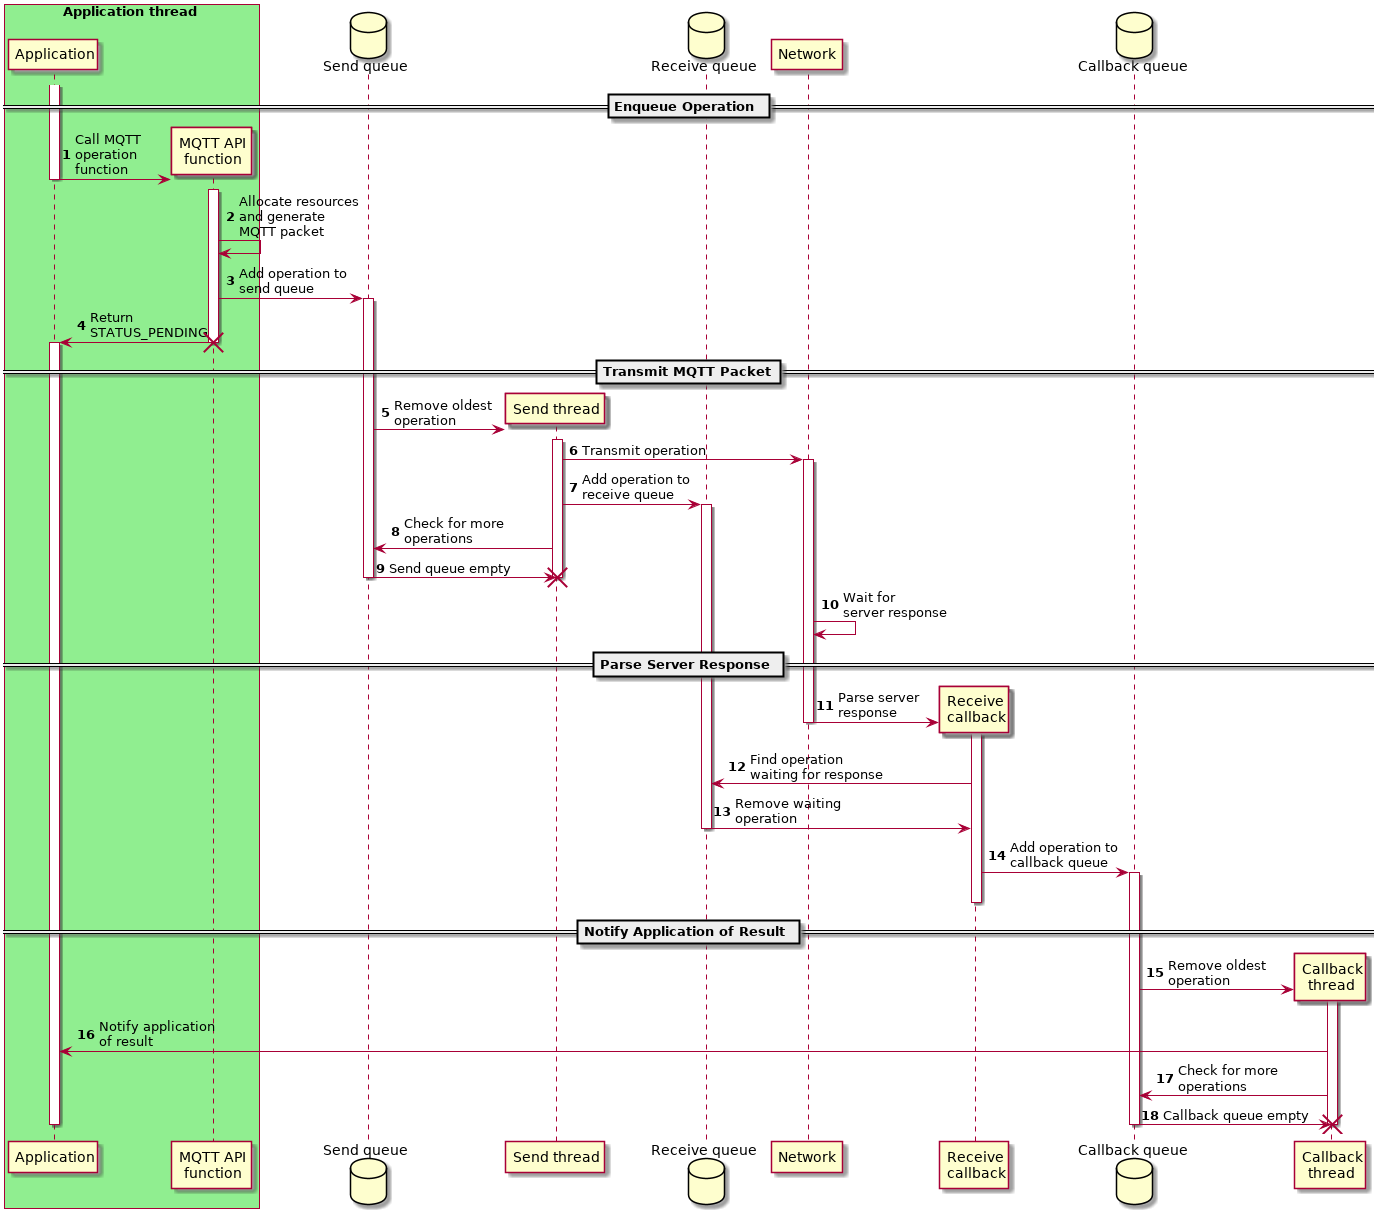 Application thread
Application
Send queue
Receive queue
Network
Callback queue
Enqueue Operation
1 Call MQTT
operation
function
MQTT API
function
2 Allocate resources
and generate
MQTT packet
3 Add operation to
send queue
4 Return
STATUS_PENDING
Transmit MQTT Packet
5 Remove oldest
operation
Send thread
6 Transmit operation
7 Add operation to
receive queue
8 Check for more
operations
9 Send queue empty
10 Wait for
server response
Parse Server Response
11 Parse server
response
Receive
callback
12 Find operation
waiting for response
13 Remove waiting
operation
14 Add operation to
callback queue
Notify Application of Result
15 Remove oldest
operation
Callback
thread
16 Notify application
of result
17 Check for more
operations
18 Callback queue empty
Application
MQTT API
function
Send queue
Send thread
Receive queue
Network
Receive
callback
Callback queue
Callback
thread